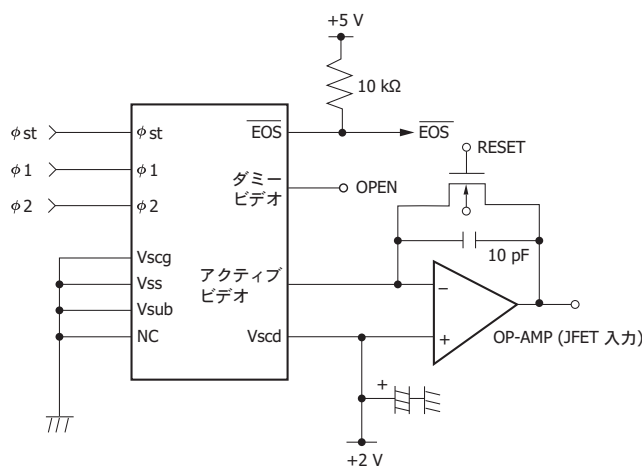 +5 V
10 kΩ
φst
φst
EOS
EOS
RESET
φ1
φ1
ダミー
ビデオ
OPEN
φ2
φ2
10 pF
Vscg
アクティブ
ビデオ
Vss
−
Vsub
Vscd
+
NC
OP-AMP (JFET 入力)
+
+2 V